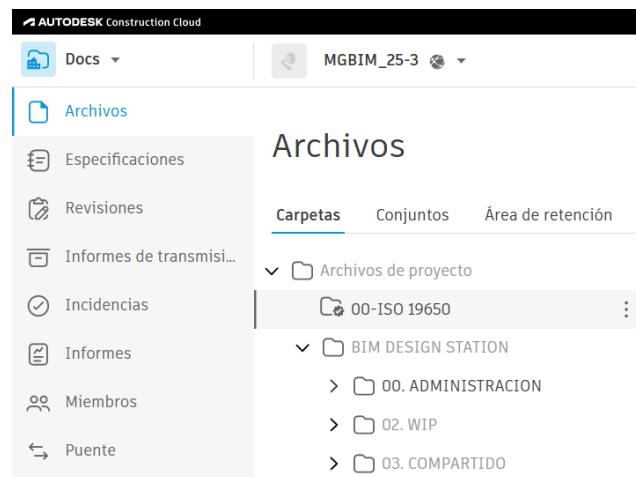 AUTODESK Construction Cloud
Docs
MGBIM_25-3
Archivos
Especificaciones
Revisiones
Informes de transmisi...
Incidencias
Informes
Miembros
Puente
Archivos
Carpetas Conjuntos Área de retención
Archivos de proyecto
00-ISO 19650
BIM DESIGN STATION
00. ADMINISTRACION
02. WIP
03. COMPARTIDO